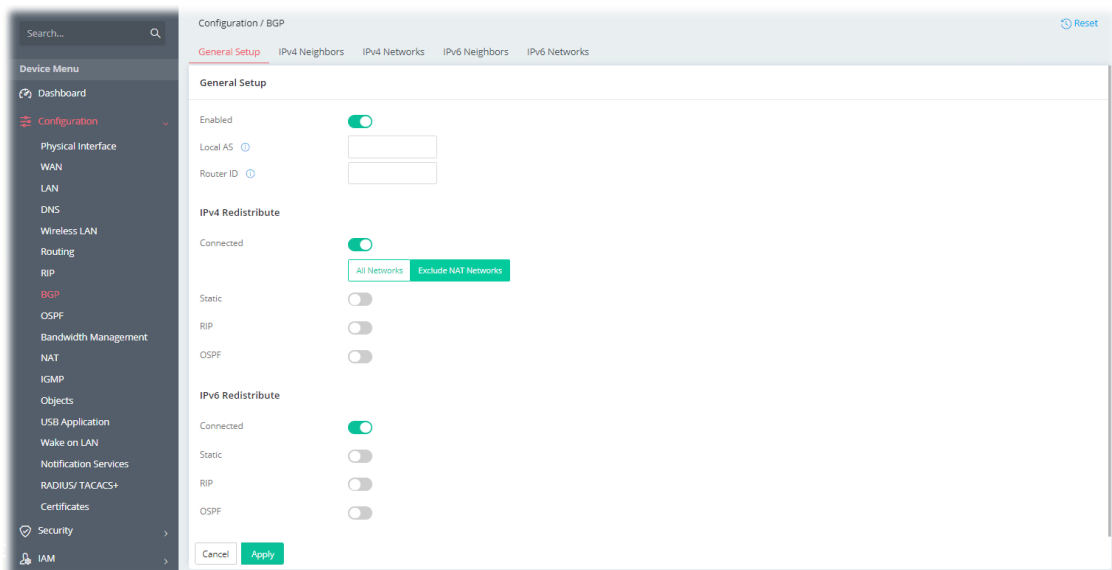 Search...
Device Menu
Dashboard
Configuration
Physical Interface
WAN
LAN
DNS
Wireless LAN
Routing
RIP
BGP
OSPF
Bandwidth Management
NAT
IGMP
Objects
USB Application
Wake on LAN
Notification Services
RADIUS/ TACACS+
Certificates
Security
IAM
Configuration / BGP
Reset
General Setup IPv4 Neighbors IPv4 Networks IPv6 Neighbors IPv6 Networks
General Setup
Enabled
Local AS
Router ID
IPv4 Redistribute
Connected
All Networks Exclude NAT Networks
Static
RIP
OSPF
IPv6 Redistribute
Connected
Static
RIP
OSPF
Cancel Apply